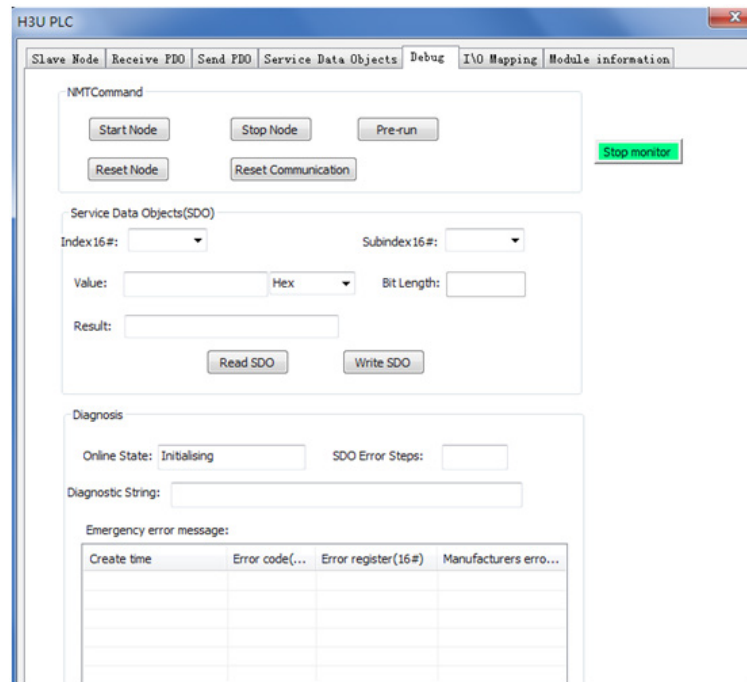 H3U PLC
Slave Node Receive PDO Send PDO Service Data Objects Debug I\O Mapping Module information
NMTCommand
Start Node Stop Node Pre-run
Stop monitor
Reset Node Reset Communication
Service Data Objects(SDO)
Index16#: Subindex16#:
Value: Hex Bit Length:
Result:
Read SDO Write SDO
Diagnosis
Online State: Initialising SDO Error Steps:
Diagnostic String:
Emergency error message:
Create time Error code(... Error register(16#) Manufacturers erro...